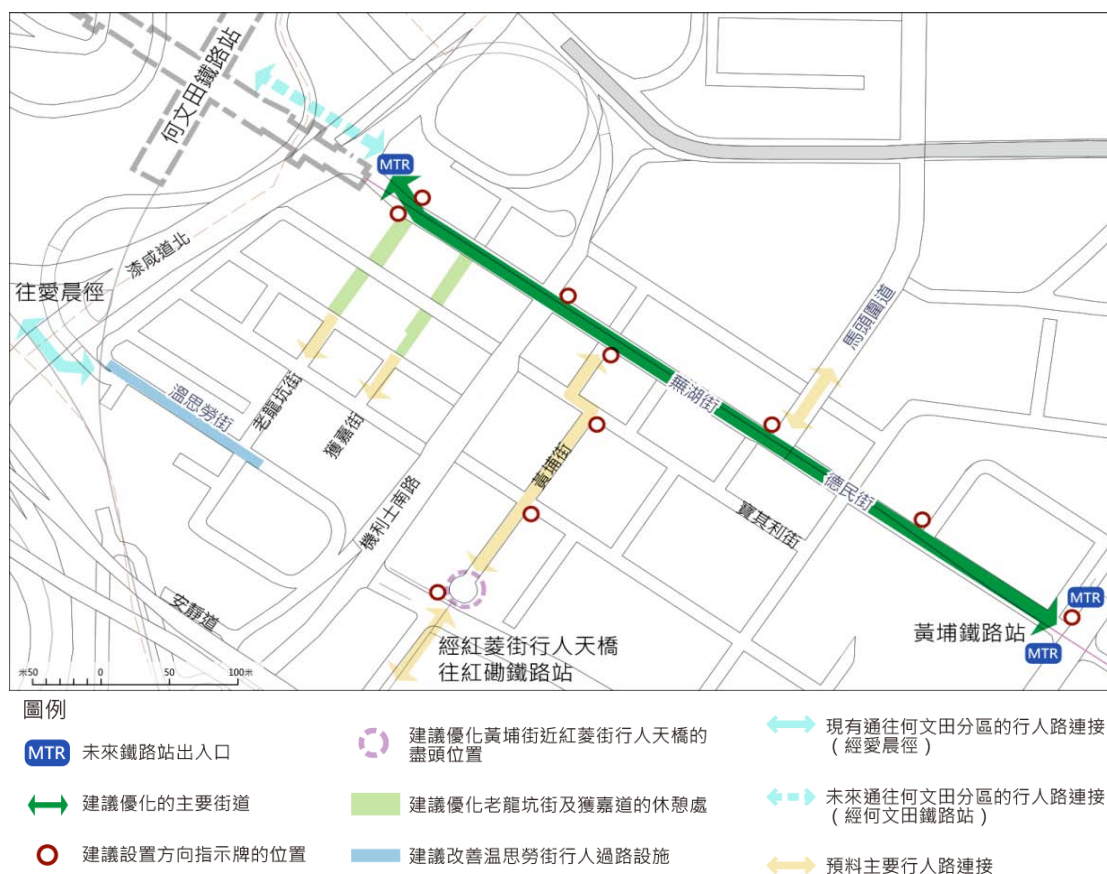 何文田鐵路站
MTR
漆咸道北
往愛晨徑
溫思勞街
老龍坑街
獲嘉街
機利士南路
黃埔街
蕪湖街
馬頭圍道
德民街
寶其利街
安靜道
MTR
黃埔鐵路站
MTR
經紅菱街行人天橋
往紅磡鐵路站
米50 0 50 100米
圖例
MTR 未來鐵路站出入口
建議優化的主要街道
建議設置方向指示牌的位置
建議優化黃埔街近紅菱街行人天橋的
盡頭位置
建議優化老龍坑街及獲嘉道的休憩處
建議改善温思勞街行人過路設施
現有通往何文田分區的行人路連接
(經愛晨徑)
未來通往何文田分區的行人路連接
(經何文田鐵路站)
預料主要行人路連接